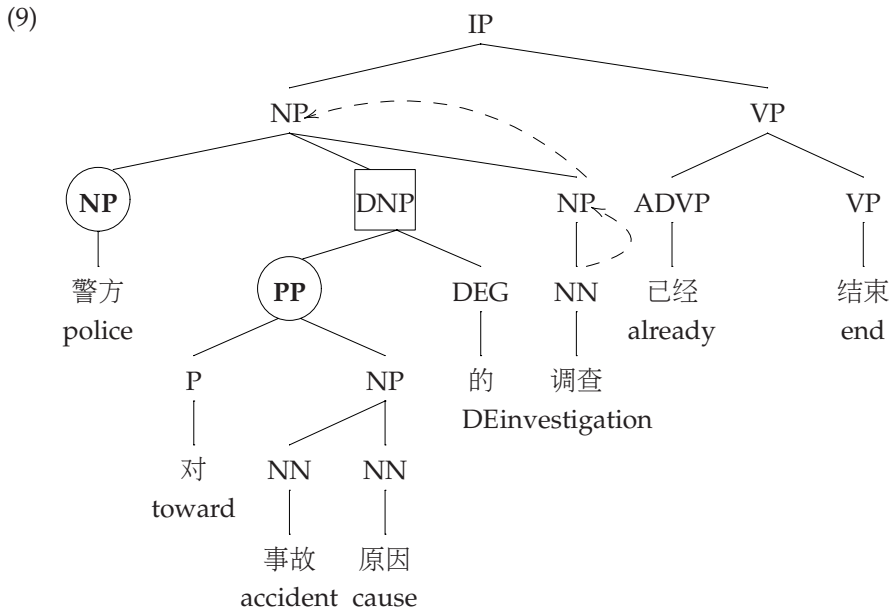 (9)
IP
NP VP
NP DNP NP ADVP VP
警方 PP DEG NN 已经 结束
police already end
P NP 的 调查
DEinvestigation
对 NN NN
toward
事故 原因
accident cause